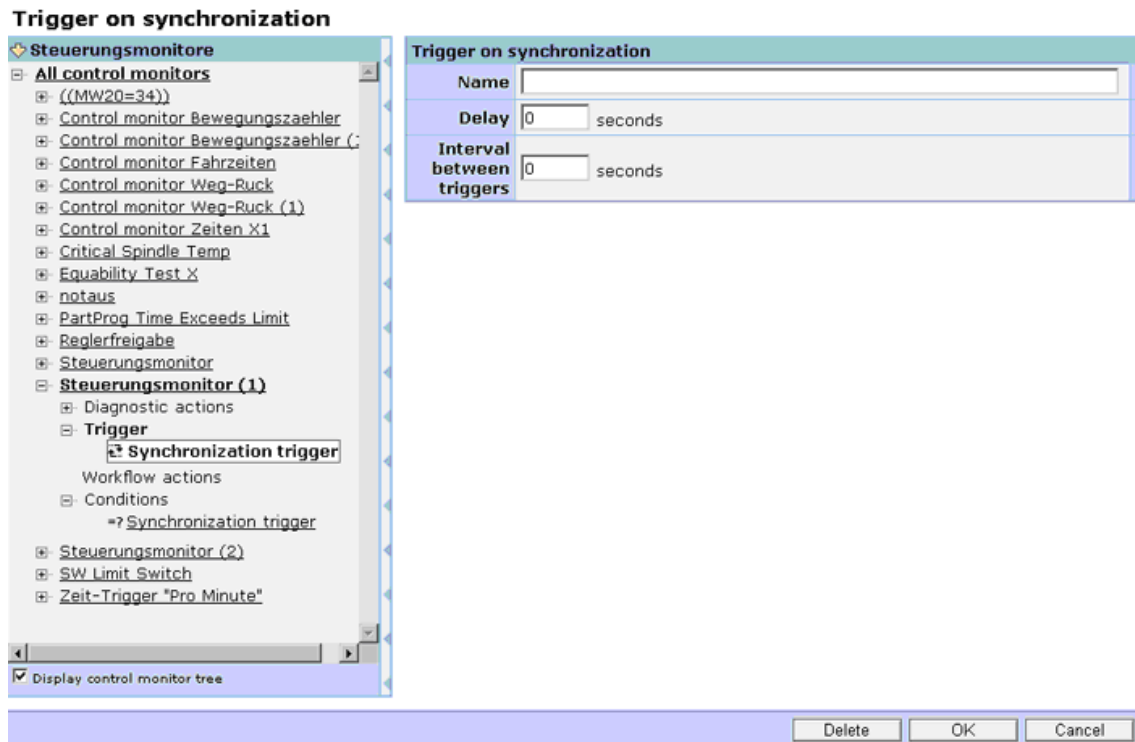 Trigger on synchronization
Steuerungsmonitore
All control monitors
((MW20=34))
Control monitor Bewegungszaehler
Control monitor Bewegungszaehler (
Control monitor Fahrzeiten
Control monitor Weg-Ruck
Control monitor Weg-Ruck (1)
Control monitor Zeiten X1
Critical Spindle Temp
Equability Test X
notaus
PartProg Time Exceeds Limit
Reglerfreigabe
Steuerungsmonitor
Steuerungsmonitor (1)
Diagnostic actions
Trigger
Synchronization trigger
Workflow actions
Conditions
=? Synchronization trigger
Steuerungsmonitor (2)
SW Limit Switch
Zeit-Trigger "Pro Minute"
Display control monitor tree
Trigger on synchronization
Name
Delay 0 seconds
Interval
between 0 seconds
triggers
Delete OK Cancel